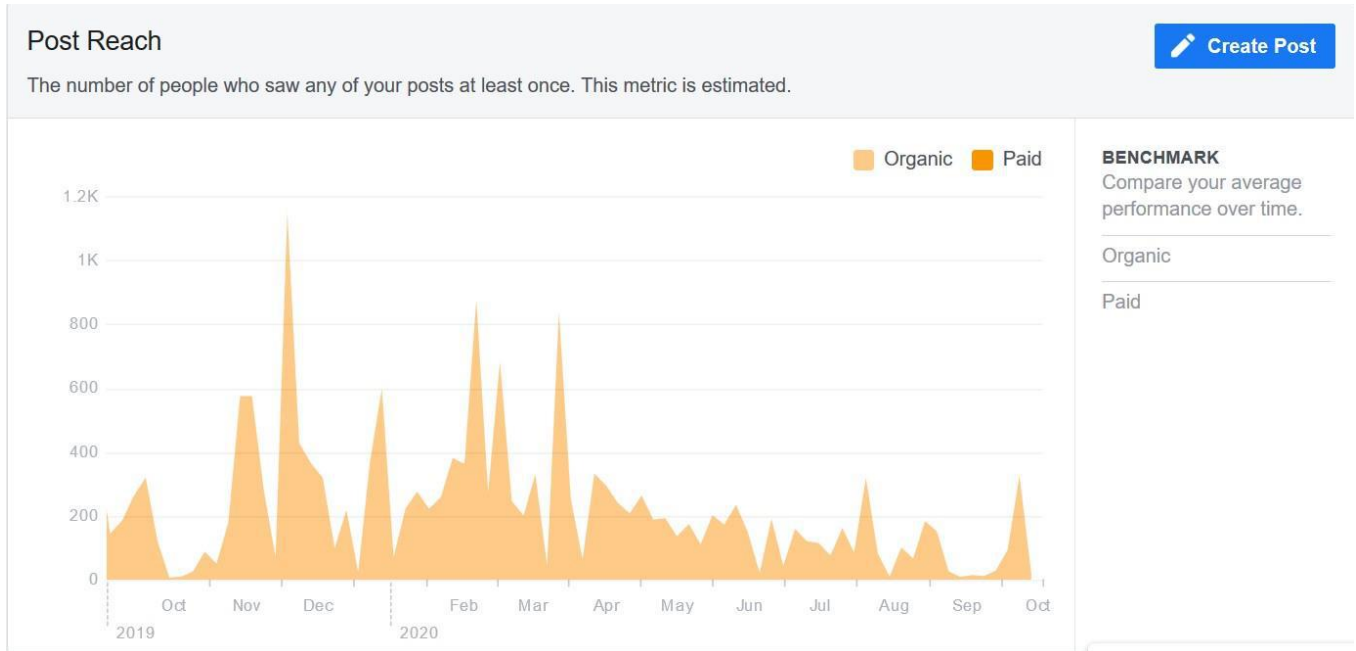 Post Reach
Create Post
The number of people who saw any of your posts at least once. This metric is estimated.
Organic Paid
BENCHMARK
Compare your average
performance over time.
Organic
Paid
1.2K
1K
800
600
400
200
0
Oct Nov Dec Feb Mar Apr May Jun Jul Aug Sep Oct
2019 2020